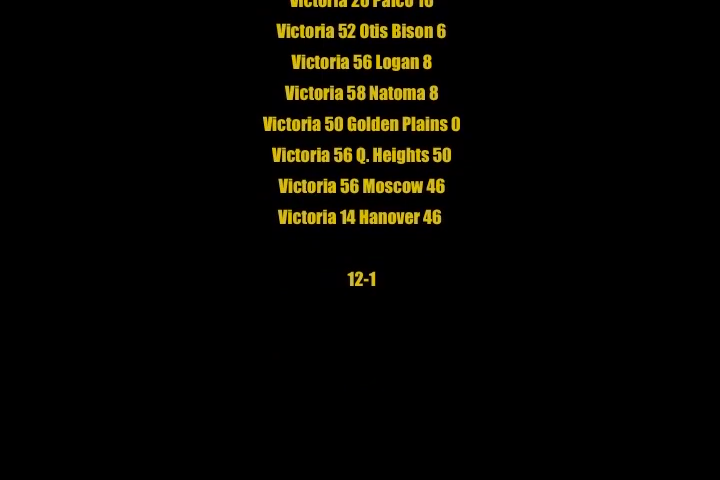 Victoria 52 Otis Bison 6
Victoria 56 Logan 8
Victoria 58 Natoma 8
Victoria 50 Golden Plains 0
Victoria 56 Q. Heights 50
Victoria 56 Moscow 46
Victoria 14 Hanover 46
12-1